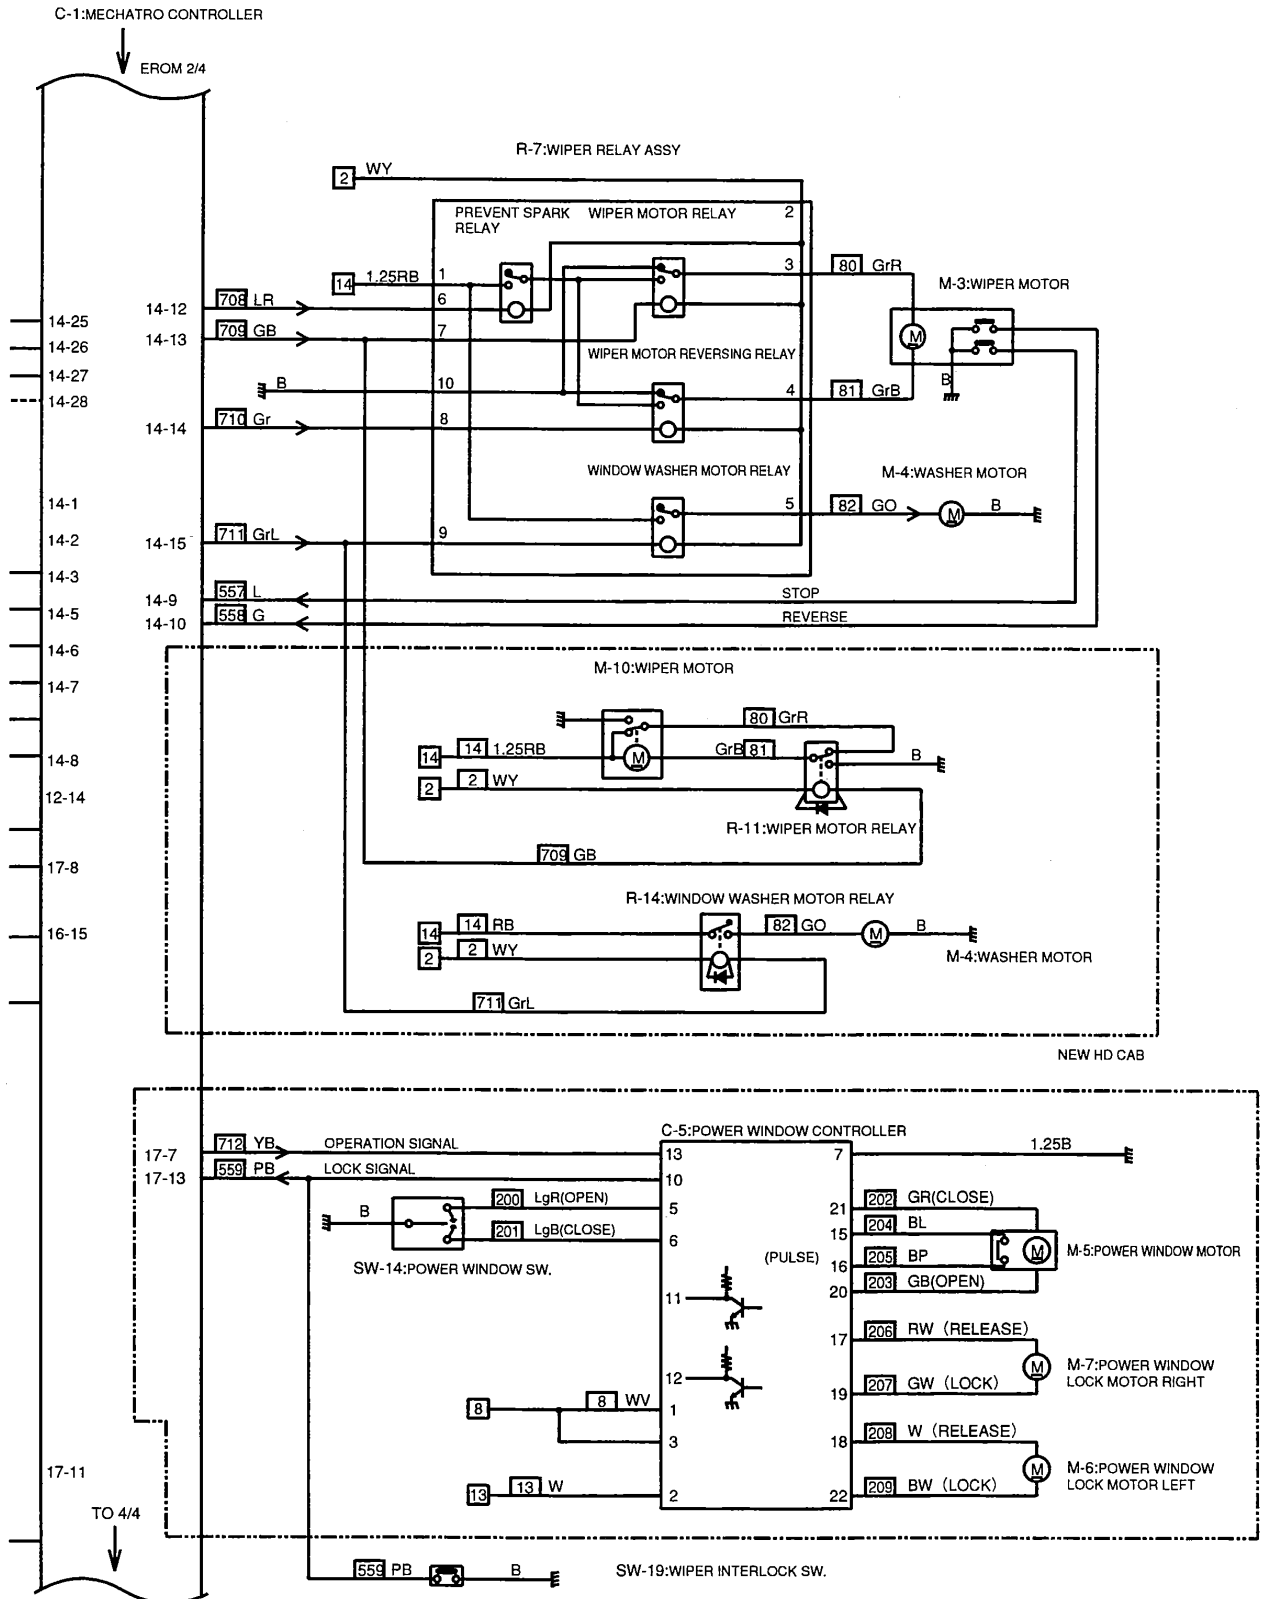 C-1:MECHATRO CONTROLLER
EROM 2/4
R-7:WIPER RELAY ASSY
2 WY
PREVENT SPARK RELAY
WIPER MOTOR RELAY 2
14 1.25RB 1
3 80 GrR
M-3:WIPER MOTOR
14-12 708 LR 6
14-25
14-13 709 GB 7
M
14-26
WIPER MOTOR REVERSING RELAY
14-27
B 10
4 81 GrB
B
14-28
14-14 710 Gr 8
WINDOW WASHER MOTOR RELAY
M-4:WASHER MOTOR
14-1
5 82 GO M B
14-2
14-15 711 GrL 9
14-3
14-9 557 L STOP
14-5
14-10 558 G REVERSE
14-6
M-10:WIPER MOTOR
14-7
80 GrR
14 14 1.25RB M GrB 81 B
14-8
2 2 WY
12-14
R-11:WIPER MOTOR RELAY
709 GB
17-8
R-14:WINDOW WASHER MOTOR RELAY
14 14 RB 82 GO M B
16-15
2 2 WY
M-4:WASHER MOTOR
711 GrL
NEW HD CAB
C-5:POWER WINDOW CONTROLLER
17-7 712 YB OPERATION SIGNAL 13
7 1.25B
17-13 559 PB LOCK SIGNAL 10
200 LgR(OPEN) 5
21 202 GR(CLOSE)
B
15 204 BL
201 LgB(CLOSE) 6
M M-5:POWER WINDOW MOTOR
(PULSE) 16 205 BP
SW-14:POWER WINDOW SW.
20 203 GB(OPEN)
11
17 206 RW (RELEASE)
M M-7:POWER WINDOW
LOCK MOTOR RIGHT
12
19 207 GW (LOCK)
8 8 WV 1
3
18 208 W (RELEASE)
M M-6:POWER WINDOW
LOCK MOTOR LEFT
17-11
13 13 W 2
22 209 BW (LOCK)
TO 4/4
559 PB B
SW-19:WIPER INTERLOCK SW.